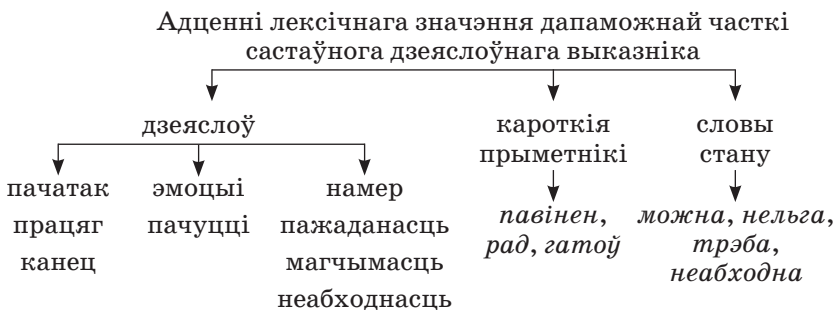 Адценні лексічнага значэння дапаможнай часткі
састаўнога дзеяслоўнага выказніка
дзеяслоў
пачатак
працяг
канец
эмоцыі
пачуцці
намер
пажаданасць
магчымасць
неабходнасць
кароткія
прыметнікі
павінен,
рад, гатоў
словы
стану
можна, нельга,
трэба,
неабходна